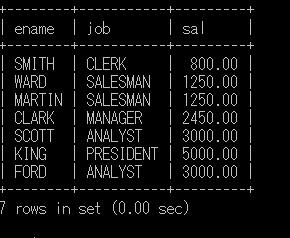 +--------+-----------+---------+
| ename  | job       | sal     |
+--------+-----------+---------+
| SMITH  | CLERK     |  800.00 |
| WARD   | SALESMAN  | 1250.00 |
| MARTIN | SALESMAN  | 1250.00 |
| CLARK  | MANAGER   | 2450.00 |
| SCOTT  | ANALYST   | 3000.00 |
| KING   | PRESIDENT | 5000.00 |
| FORD   | ANALYST   | 3000.00 |
+--------+-----------+---------+
7 rows in set (0.00 sec)